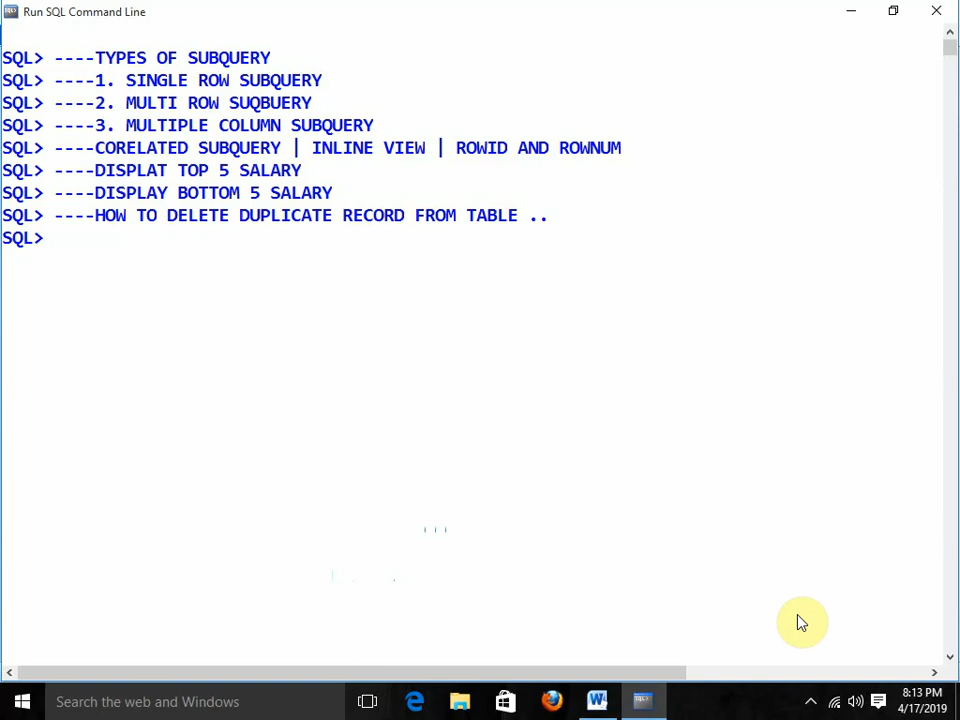 Run SQL Command Line
SQL> ----TYPES OF SUBQUERY
SQL> ----1. SINGLE ROW SUBQUERY
SQL> ----2. MULTI ROW SUQBUERY
SQL> ----3. MULTIPLE COLUMN SUBQUERY
SQL> ----CORELATED SUBQUERY | INLINE VIEW | ROWID AND ROWNUM
SQL> ----DISPLAT TOP 5 SALARY
SQL> ----DISPLAY BOTTOM 5 SALARY
SQL> ----HOW TO DELETE DUPLICATE RECORD FROM TABLE ..
SQL>
Search the web and Windows
8:13 PM
4/17/2019